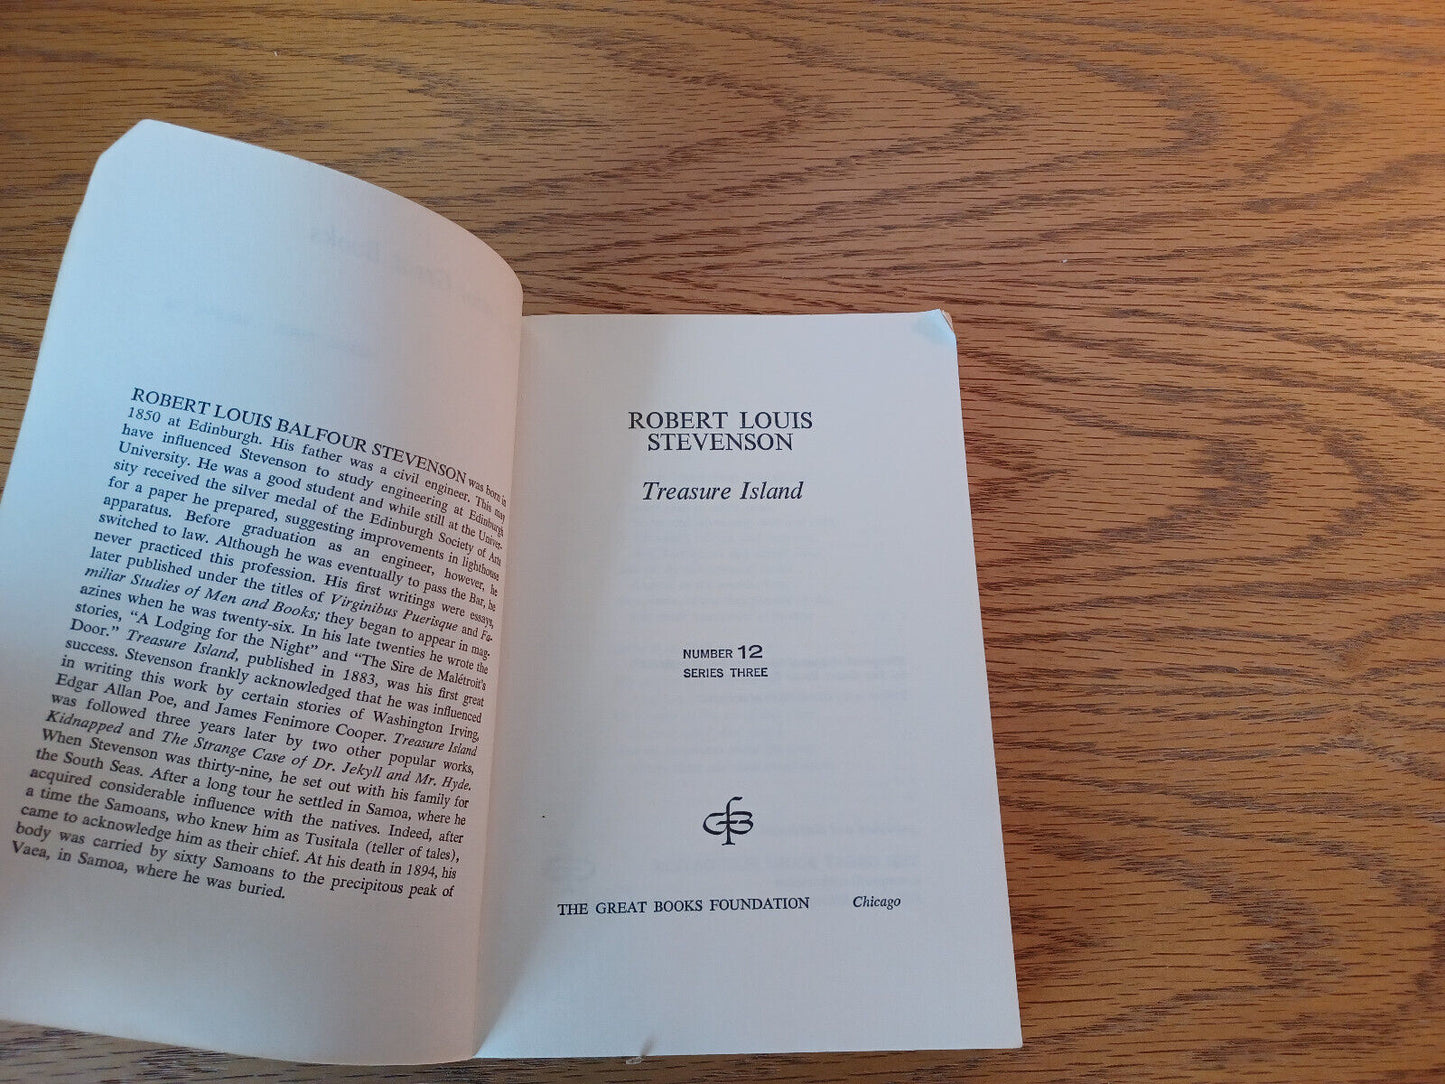 ROBERT LOUIS BALFOUR STEVENSON was born in
1850 at Edinburgh. His father was a civil engineer. This may
have influenced Stevenson to study engineering at Edinburgh
University. He was a good student and while still at the Univer-
sity received the silver medal of the Edinburgh Society of Arts
for a paper he prepared, suggesting improvements in lighthouse
apparatus. Before graduation as an engineer, however, he
switched to law. Although he was eventually to pass the Bar, he
never practiced this profession. His first writings were essays,
later published under the titles of Virginibus Puerisque and Fa-
miliar Studies of Men and Books; they began to appear in mag-
azines when he was twenty-six. In his late twenties he wrote the
stories, “A Lodging for the Night” and “The Sire de Malétroit's
Door.” Treasure Island, published in 1883, was his first great
success. Stevenson frankly acknowledged that he was influenced
in writing this work by certain stories of Washington Irving,
Edgar Allan Poe, and James Fenimore Cooper. Treasure Island
was followed three years later by two other popular works,
Kidnapped and The Strange Case of Dr. Jekyll and Mr. Hyde.
When Stevenson was thirty-nine, he set out with his family for
the South Seas. After a long tour he settled in Samoa, where he
acquired considerable influence with the natives. Indeed, after
a time the Samoans, who knew him as Tusitala (teller of tales),
came to acknowledge him as their chief. At his death in 1894, his
body was carried by sixty Samoans to the precipitous peak of
Vaea, in Samoa, where he was buried.
ROBERT LOUIS
STEVENSON
Treasure Island
NUMBER 12
SERIES THREE
THE GREAT BOOKS FOUNDATION Chicago